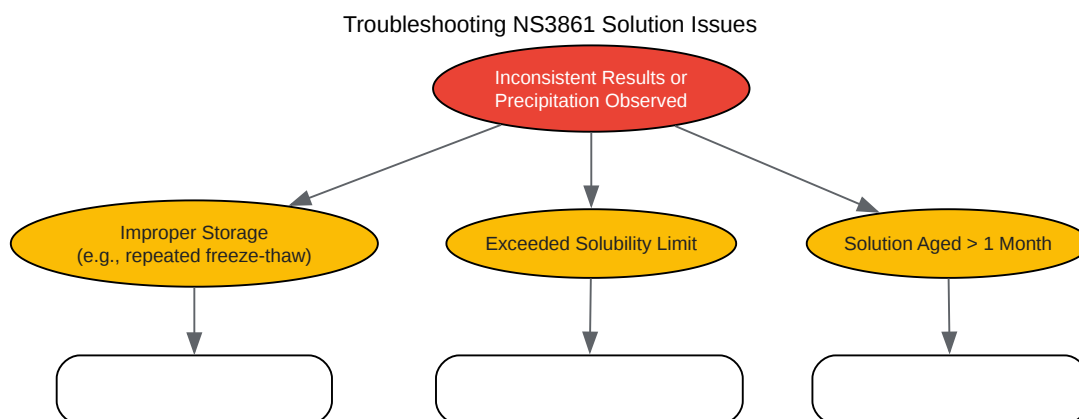 Troubleshooting NS3861 Solution Issues
Inconsistent Results or
Precipitation Observed
Improper Storage
(e.g., repeated freeze-thaw)
Exceeded Solubility Limit
Solution Aged > 1 Month